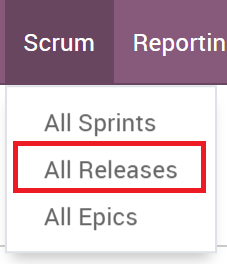 Scrum Reportin
All Sprints
All Releases
All Epics